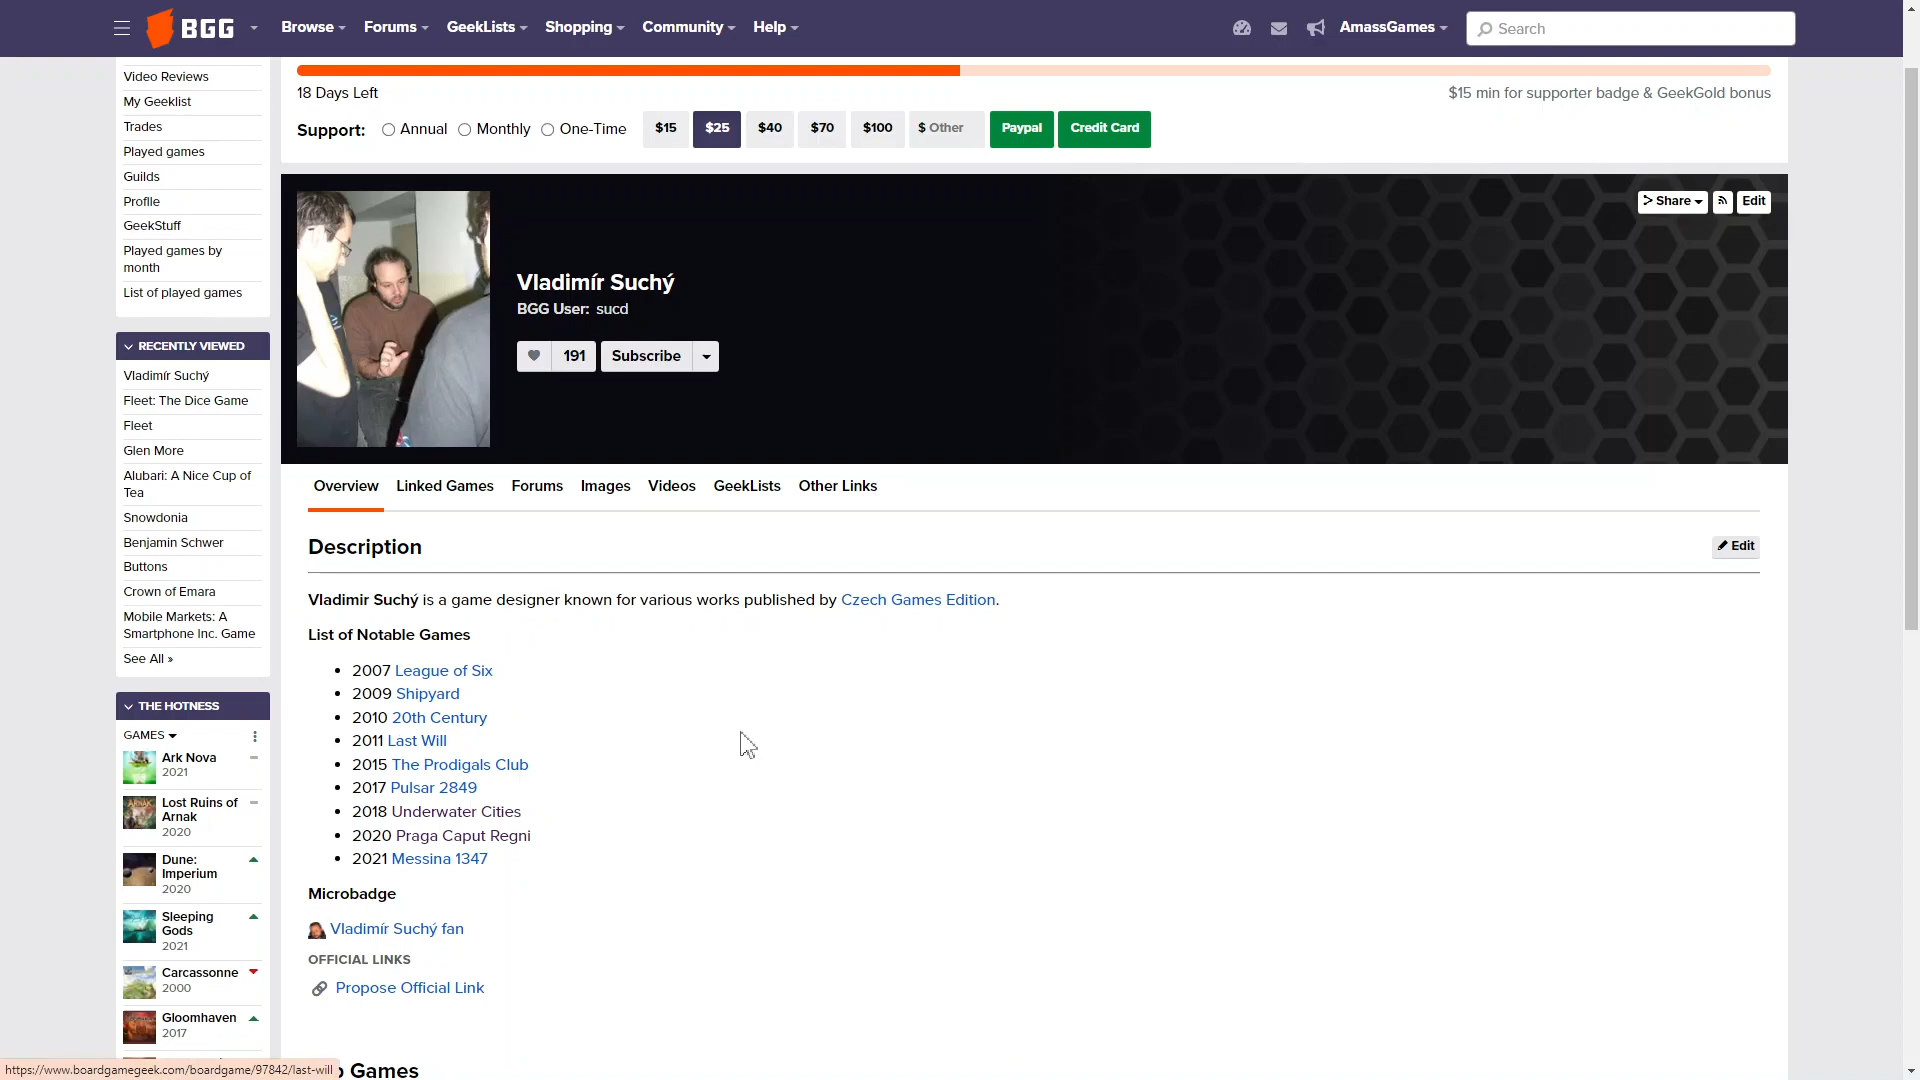 BGG Browse Forums GeekLists Shopping Community Help AmassGames Search
Video Reviews
My Geeklist
Trades
Played games
Guilds
Profile
GeekStuff
Played games by
month
List of played games
RECENTLY VIEWED
Vladimír Suchý
Fleet: The Dice Game
Fleet
Glen More
Alubari: A Nice Cup of
Tea
Snowdonia
Benjamin Schwer
Buttons
Crown of Emara
Mobile Markets: A
Smartphone Inc. Game
See All »
THE HOTNESS
GAMES
Ark Nova
2021
Lost Ruins of
Arnak
2020
Dune:
Imperium
2020
Sleeping
Gods
2021
Carcassonne
2000
Gloomhaven
2017
18 Days Left
$15 min for supporter badge & GeekGold bonus
Support: Annual Monthly One-Time $15 $25 $40 $70 $100 $ Other Paypal Credit Card
Share Edit
Vladimír Suchý
BGG User: sucd
191 Subscribe
Overview Linked Games Forums Images Videos GeekLists Other Links
Description
Edit
Vladimir Suchý is a game designer known for various works published by Czech Games Edition.
List of Notable Games
• 2007 League of Six
• 2009 Shipyard
• 2010 20th Century
• 2011 Last Will
• 2015 The Prodigals Club
• 2017 Pulsar 2849
• 2018 Underwater Cities
• 2020 Praga Caput Regni
• 2021 Messina 1347
Microbadge
Vladimír Suchý fan
OFFICIAL LINKS
Propose Official Link
Games
https://www.boardgamegeek.com/boardgame/97842/last-will